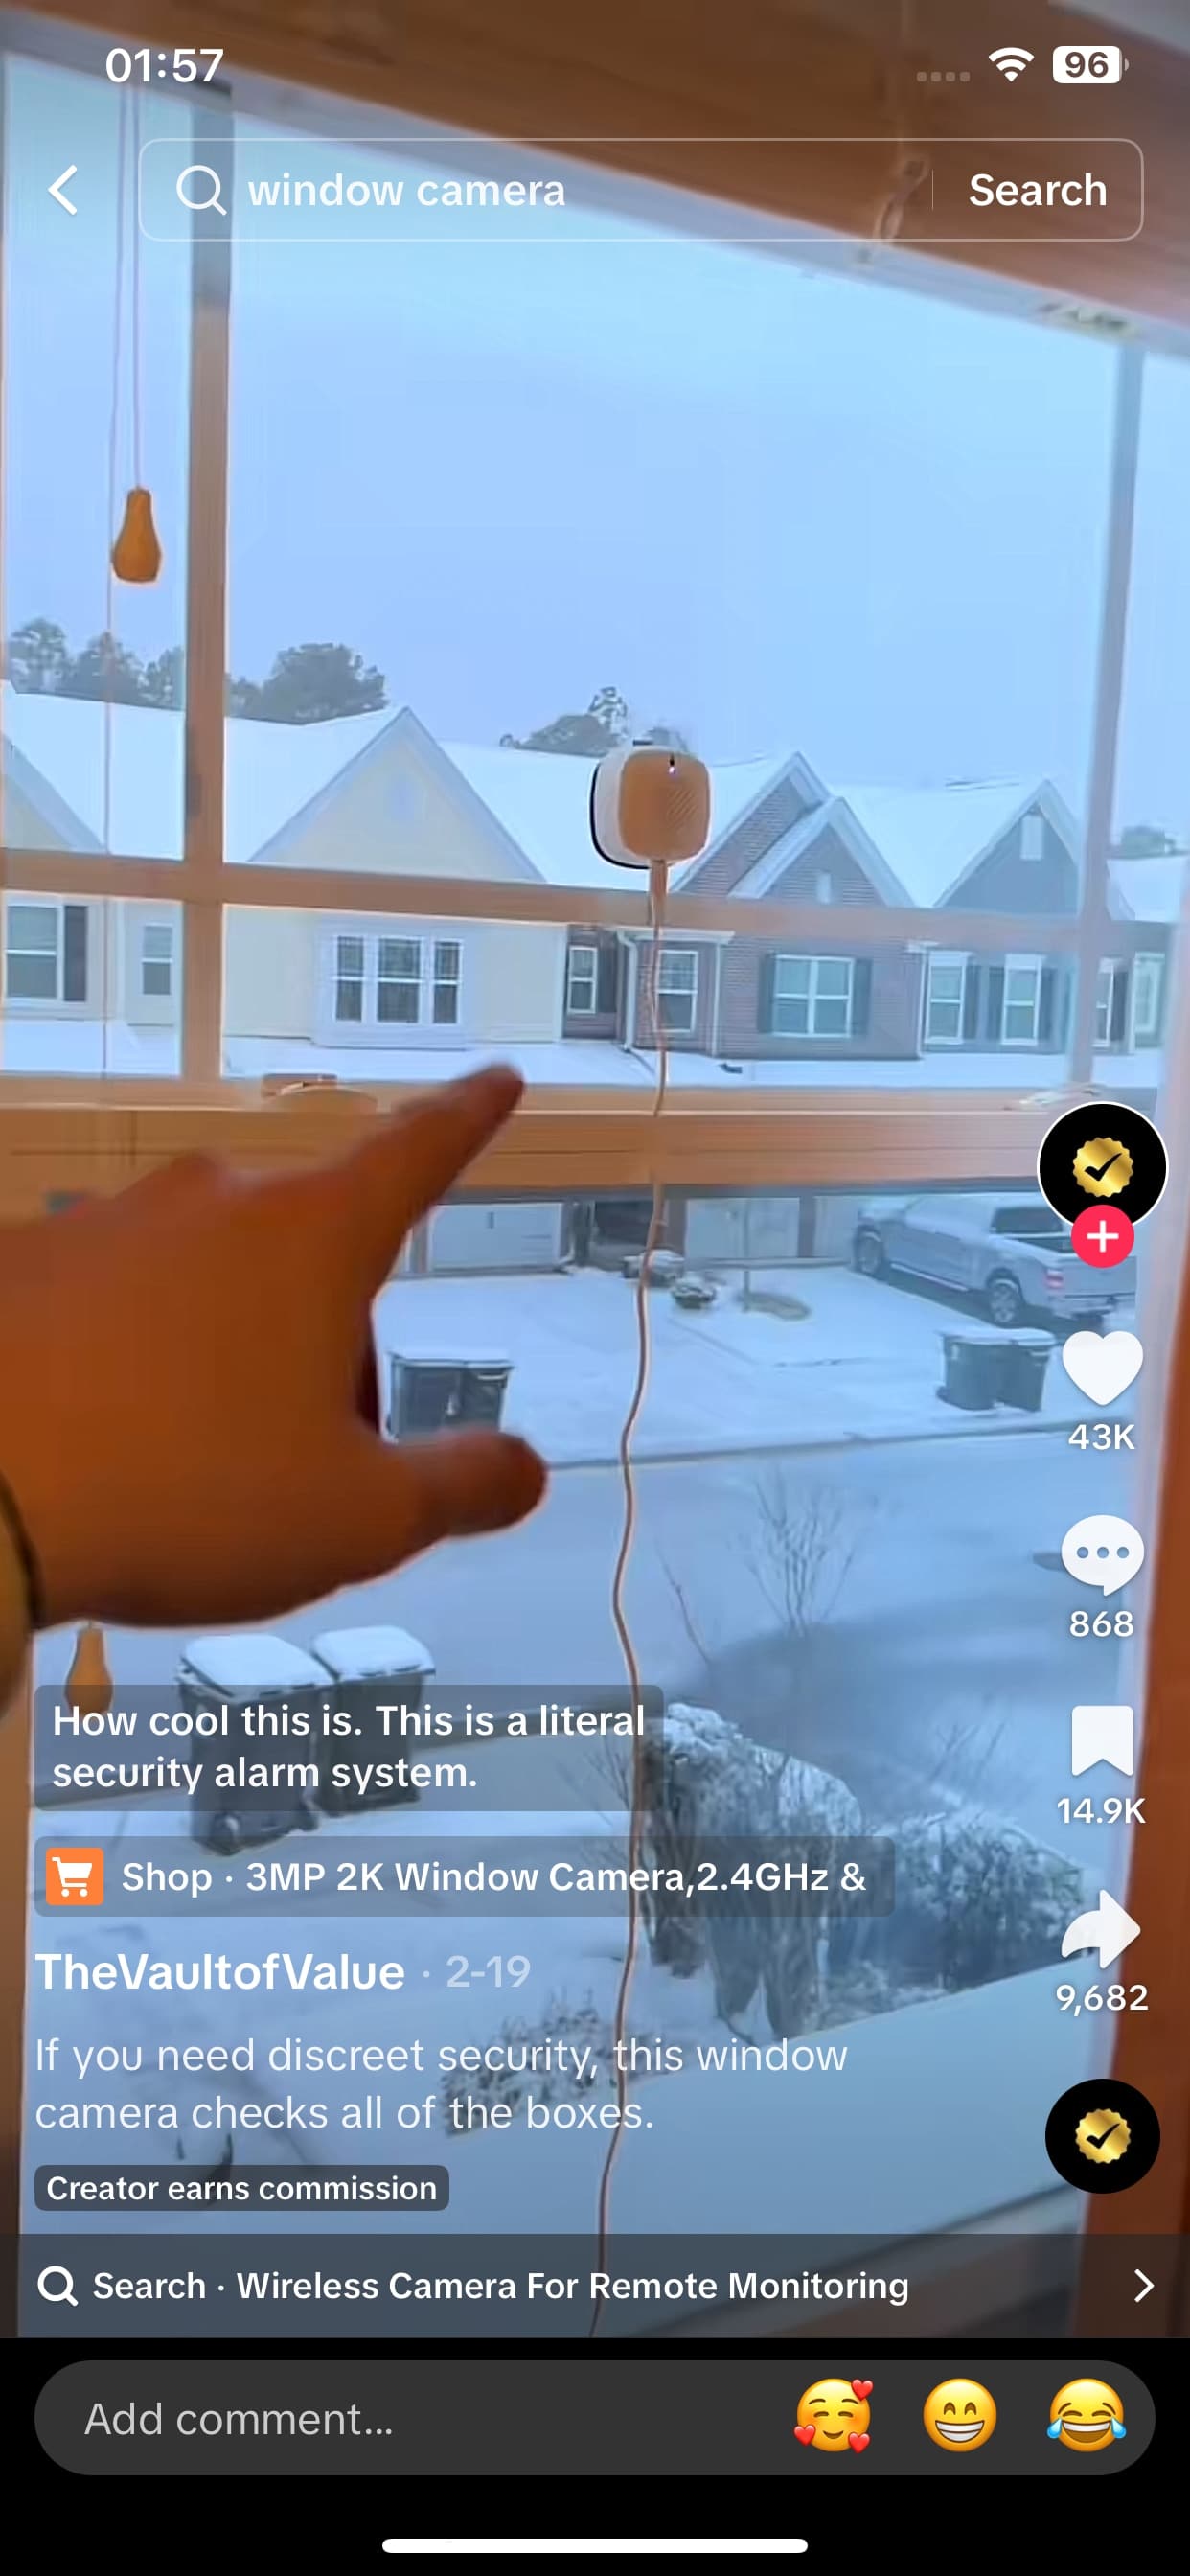 01:57
96
window camera
Search
43K
868
14.9K
9,682
How cool this is. This is a literal
security alarm system.
Shop · 3MP 2K Window Camera,2.4GHz &
TheVaultofValue · 2-19
If you need discreet security, this window
camera checks all of the boxes.
Creator earns commission
Search · Wireless Camera For Remote Monitoring
Add comment...